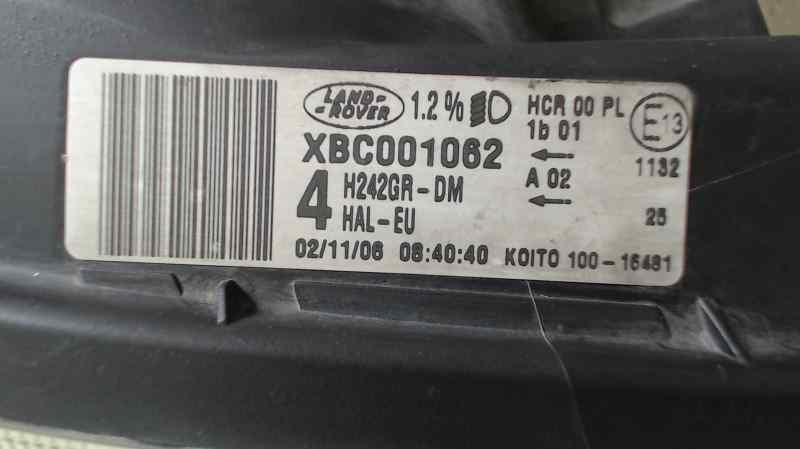 LAND-
-ROVER
1.2%
HCR 00 PL
1b 01
E13
XBC001062
1132
4
H242GR-DM
A 02
HAL-EU
25
02/11/06 08:40:40 KOITO 100-16481